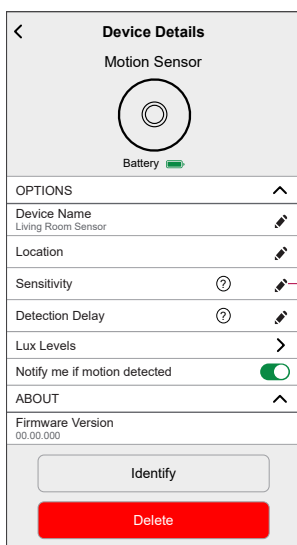 Device Details
Motion Sensor
Battery
OPTIONS
Device Name
Living Room Sensor
Location
Sensitivity ?
Detection Delay ?
Lux Levels
Notify me if motion detected
ABOUT
Firmware Version
00.00.000
Identify
Delete